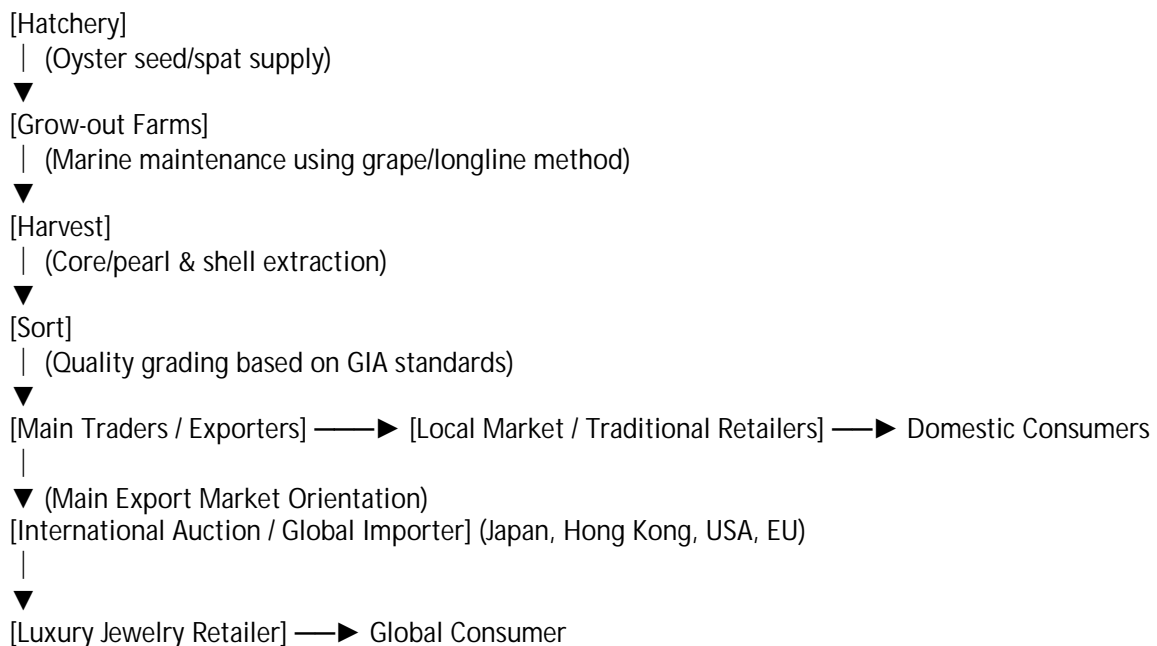 [Hatchery]
│ (Oyster seed/spat supply)
▼
[Grow-out Farms]
│ (Marine maintenance using grape/longline method)
▼
[Harvest]
│ (Core/pearl & shell extraction)
▼
[Sort]
│ (Quality grading based on GIA standards)
▼
[Main Traders / Exporters] ───► [Local Market / Traditional Retailers] ──► Domestic Consumers
│
▼ (Main Export Market Orientation)
[International Auction / Global Importer] (Japan, Hong Kong, USA, EU)
│
▼
[Luxury Jewelry Retailer] ──► Global Consumer